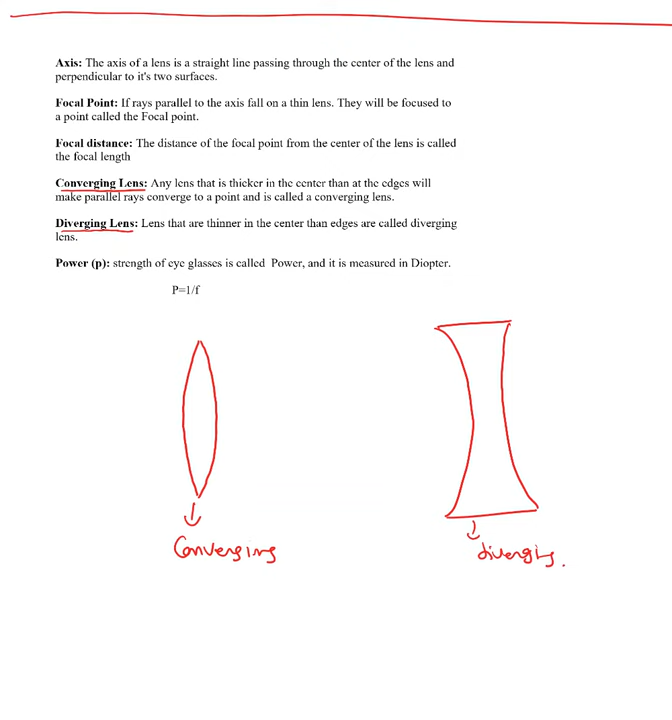 Axis: The axis of a lens is a straight line passing through the center of the lens and
perpendicular to it's two surfaces.
Focal Point: If rays parallel to the axis fall on a thin lens. They will be focused to
a point called the Focal point.
Focal distance: The distance of the focal point from the center of the lens is called
the focal length
Converging Lens: Any lens that is thicker in the center than at the edges will
make parallel rays converge to a point and is called a converging lens.
Diverging Lens: Lens that are thinner in the center than edges are called diverging
lens.
Power (p): strength of eye glasses is called Power, and it is measured in Diopter.
P=1/f
Converging
diverging.